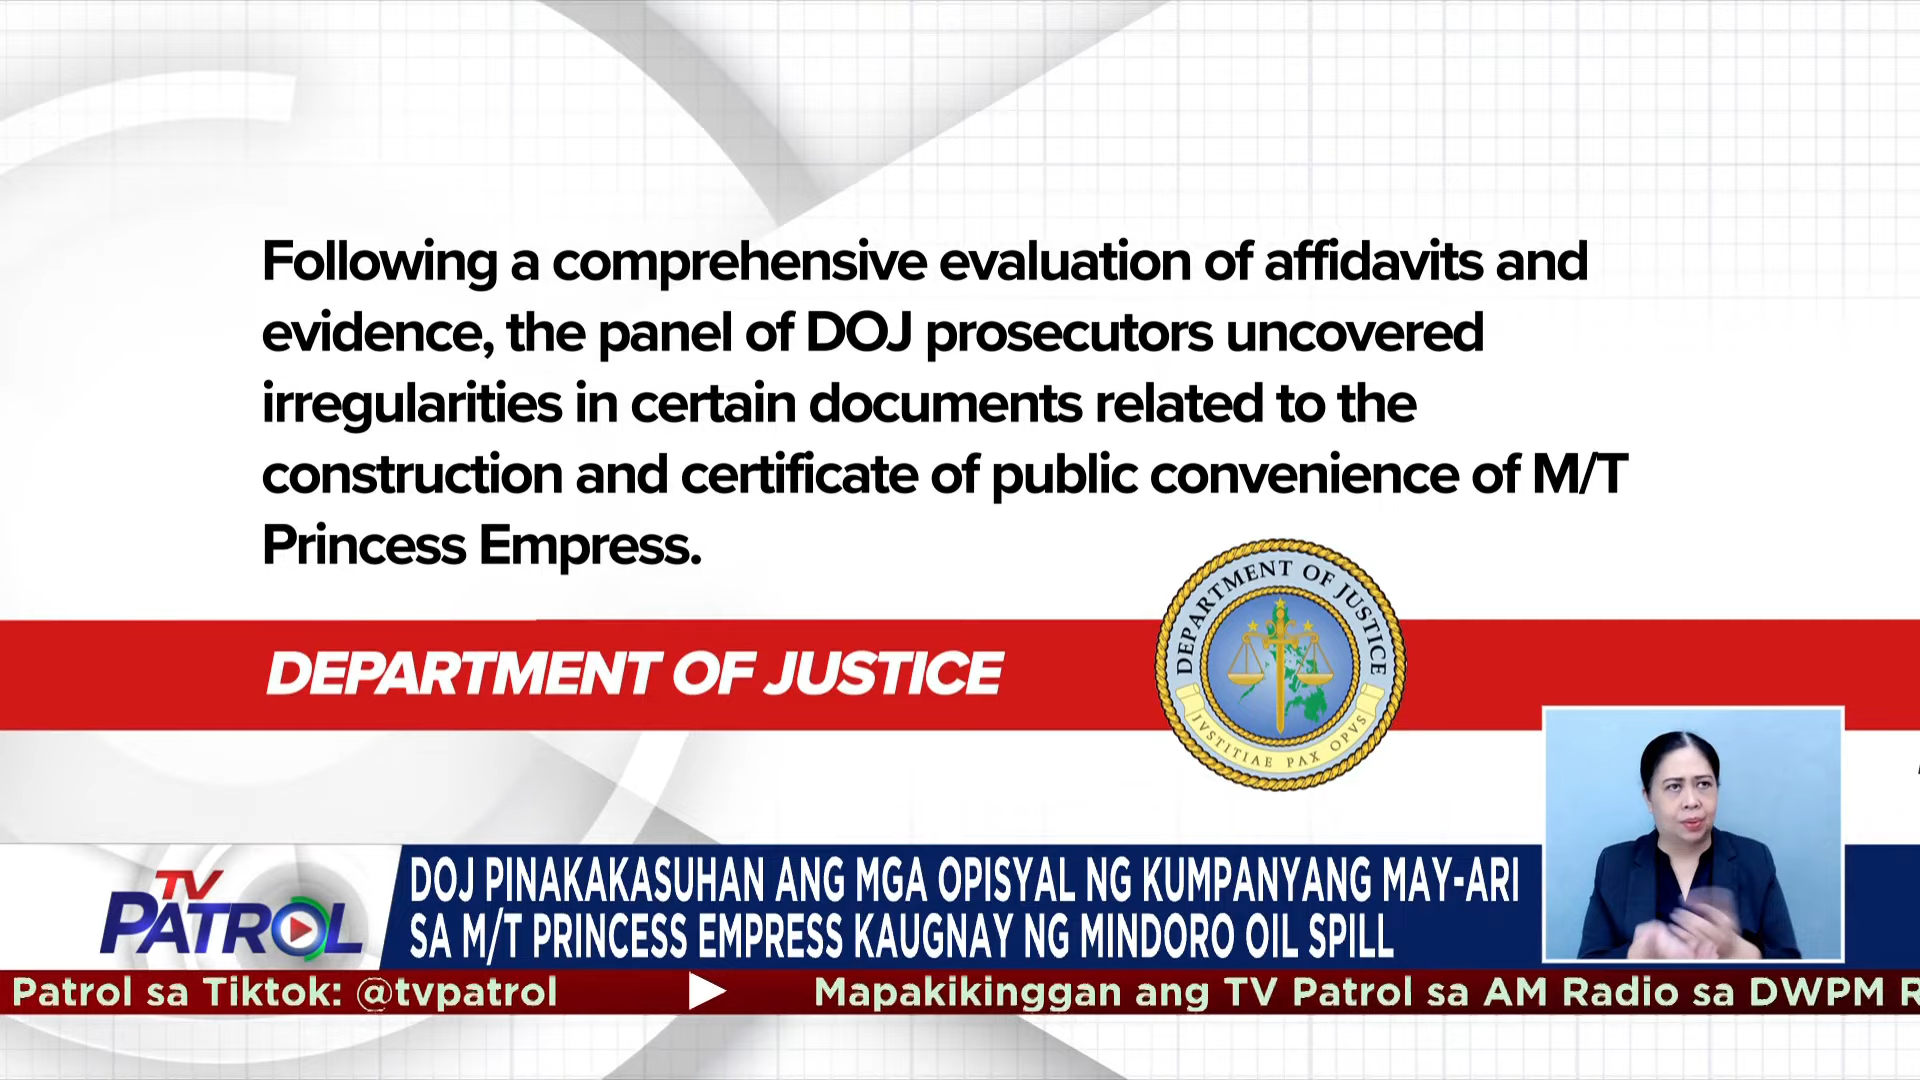 Following a comprehensive evaluation of affidavits and
evidence, the panel of DOJ prosecutors uncovered
irregularities in certain documents related to the
construction and certificate of public convenience of M/T
Princess Empress.
DEPARTMENT OF JUSTICE
DEPARTMENT OF JUSTICE
IVSTITIAE PAX OPVS
TV
PATROL
DOJ PINAKAKASUHAN ANG MGA OPISYAL NG KUMPANYANG MAY-ARI
SA M/T PRINCESS EMPRESS KAUGNAY NG MINDORO OIL SPILL
Patrol sa Tiktok: @tvpatrol Mapakikinggan ang TV Patrol sa AM Radio sa DWPM R